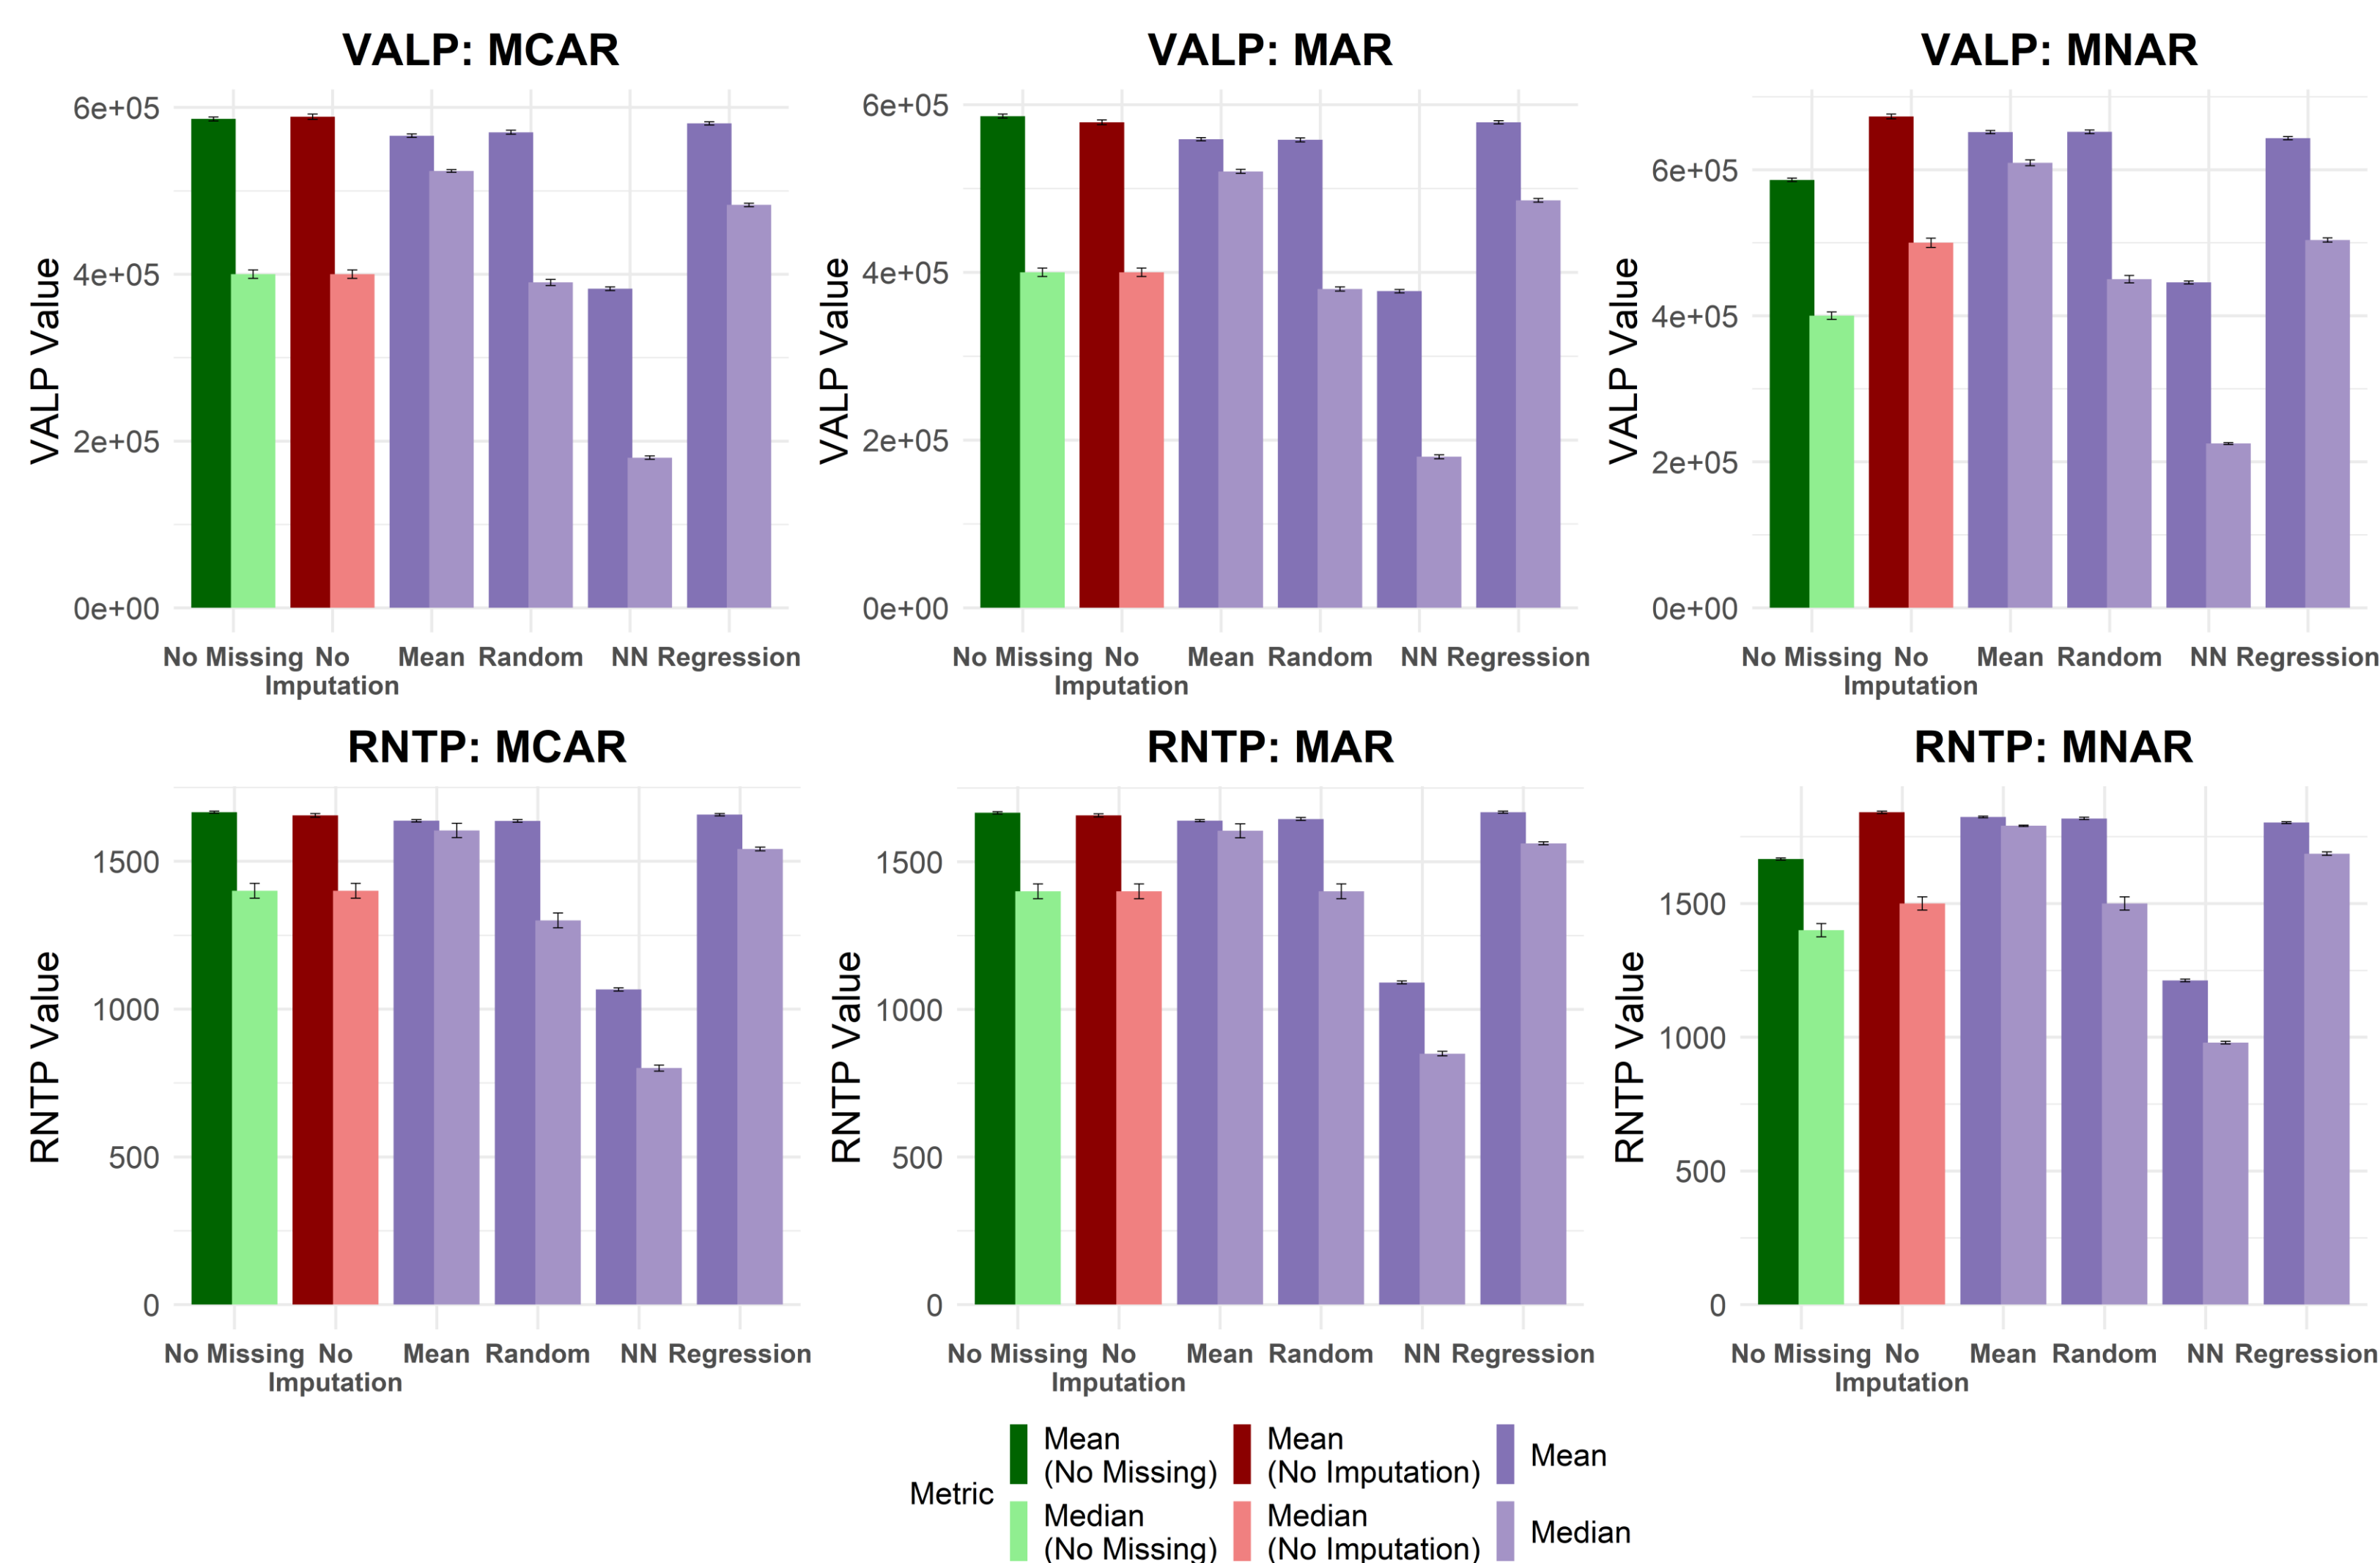 VALP: MCAR
VALP: MAR
VALP: MNAR
VALP Value
6e+05
4e+05
2e+05
0e+00
No Missing No Mean Random NN Regression
Imputation
VALP Value
6e+05
4e+05
2e+05
0e+00
No Missing No Mean Random NN Regression
Imputation
VALP Value
6e+05
4e+05
2e+05
0e+00
No Missing No Mean Random NN Regression
Imputation
RNTP: MCAR
RNTP: MAR
RNTP: MNAR
RNTP Value
1500
1000
500
0
No Missing No Mean Random NN Regression
Imputation
RNTP Value
1500
1000
500
0
No Missing No Mean Random NN Regression
Imputation
RNTP Value
1500
1000
500
0
No Missing No Mean Random NN Regression
Imputation
Metric
Mean
(No Missing)
Median
(No Missing)
Mean
(No Imputation)
Median
(No Imputation)
Mean
Median